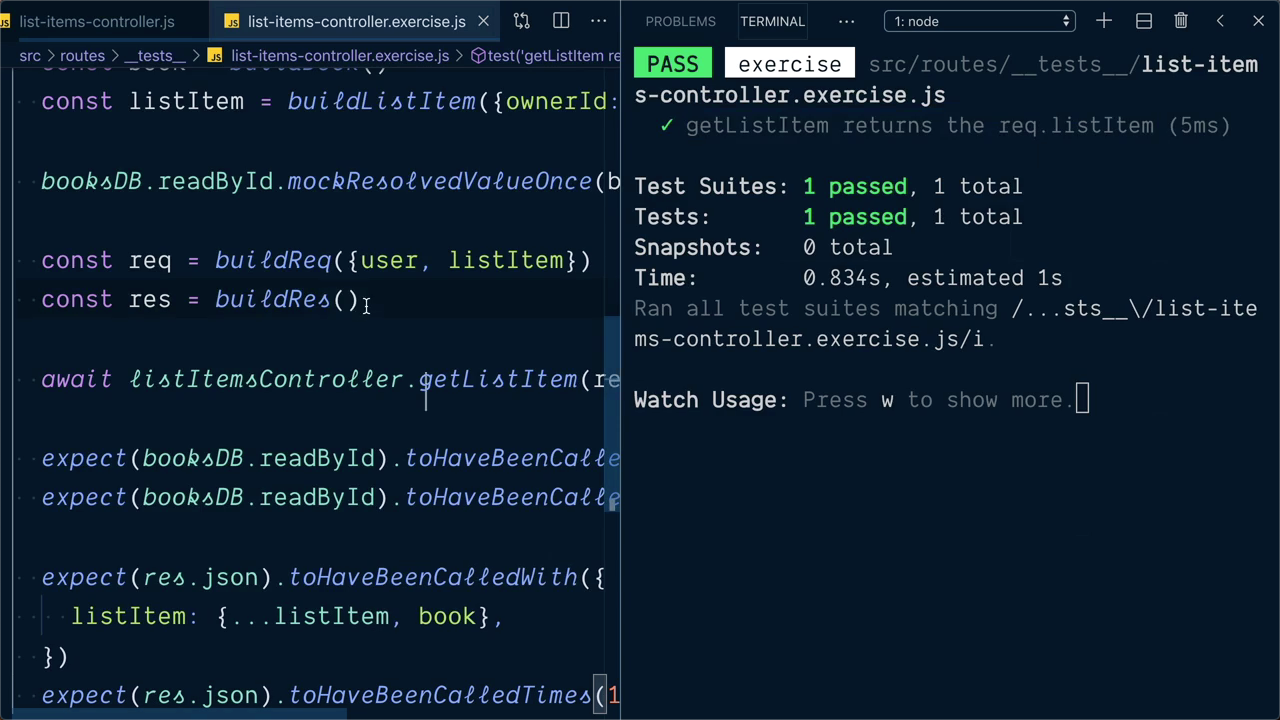 list-items-controller.js
list-items-controller.exercise.js
src > routes > __tests__ > JS list-items-controller.exercise.js > test('getListItem re
const listItem = buildListItem({ownerId:
booksDB.readById.mockResolvedValueOnce(b
const req = buildReq({user, listItem})
const res = buildRes()
await listItemsController.getListItem(re
expect(booksDB.readById).toHaveBeenCalle
expect(booksDB.readById).toHaveBeenCalle
expect(res.json).toHaveBeenCalledWith({
listItem: {...listItem, book},
})
expect(res.json).toHaveBeenCalledTimes(1
PROBLEMS TERMINAL ··· 1: node
PASS exercise src/routes/__tests__/list-item
s-controller.exercise.js
✓ getListItem returns the req.listItem (5ms)
Test Suites: 1 passed, 1 total
Tests: 1 passed, 1 total
Snapshots: 0 total
Time: 0.834s, estimated 1s
Ran all test suites matching /...sts__\/list-ite
ms-controller.exercise.js/i.
Watch Usage: Press w to show more.